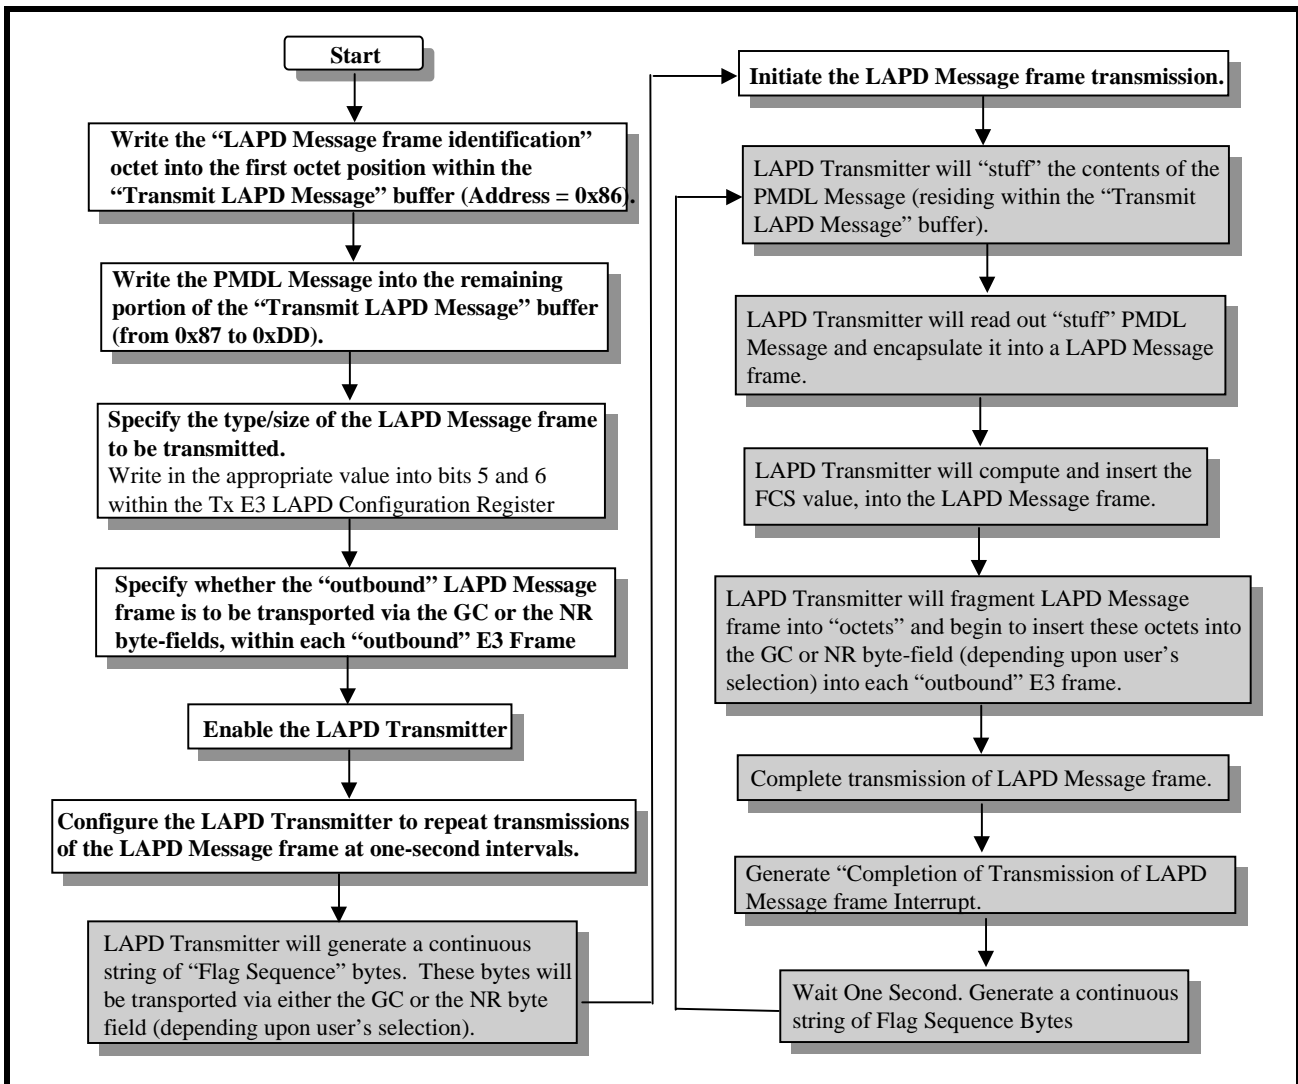 Start
Write the “LAPD Message frame identification”
octet into the first octet position within the
“Transmit LAPD Message” buffer (Address = 0x86).
Write the PMDL Message into the remaining
portion of the “Transmit LAPD Message” buffer
(from 0x87 to 0xDD).
Specify the type/size of the LAPD Message frame
to be transmitted.
Write in the appropriate value into bits 5 and 6
within the Tx E3 LAPD Configuration Register
Specify whether the “outbound” LAPD Message
frame is to be transported via the GC or the NR
byte-fields, within each “outbound” E3 Frame
Enable the LAPD Transmitter
Configure the LAPD Transmitter to repeat transmissions
of the LAPD Message frame at one-second intervals.
LAPD Transmitter will generate a continuous
string of “Flag Sequence” bytes.  These bytes will
be transported via either the GC or the NR byte
field (depending upon user’s selection).
Initiate the LAPD Message frame transmission.
LAPD Transmitter will “stuff” the contents of the
PMDL Message (residing within the “Transmit
LAPD Message” buffer).
LAPD Transmitter will read out “stuff” PMDL
Message and encapsulate it into a LAPD Message
frame.
LAPD Transmitter will compute and insert the
FCS value, into the LAPD Message frame.
LAPD Transmitter will fragment LAPD Message
frame into “octets” and begin to insert these octets into
the GC or NR byte-field (depending upon user’s
selection) into each “outbound” E3 frame.
Complete transmission of LAPD Message frame.
Generate “Completion of Transmission of LAPD
Message frame Interrupt.
Wait One Second. Generate a continuous
string of Flag Sequence Bytes